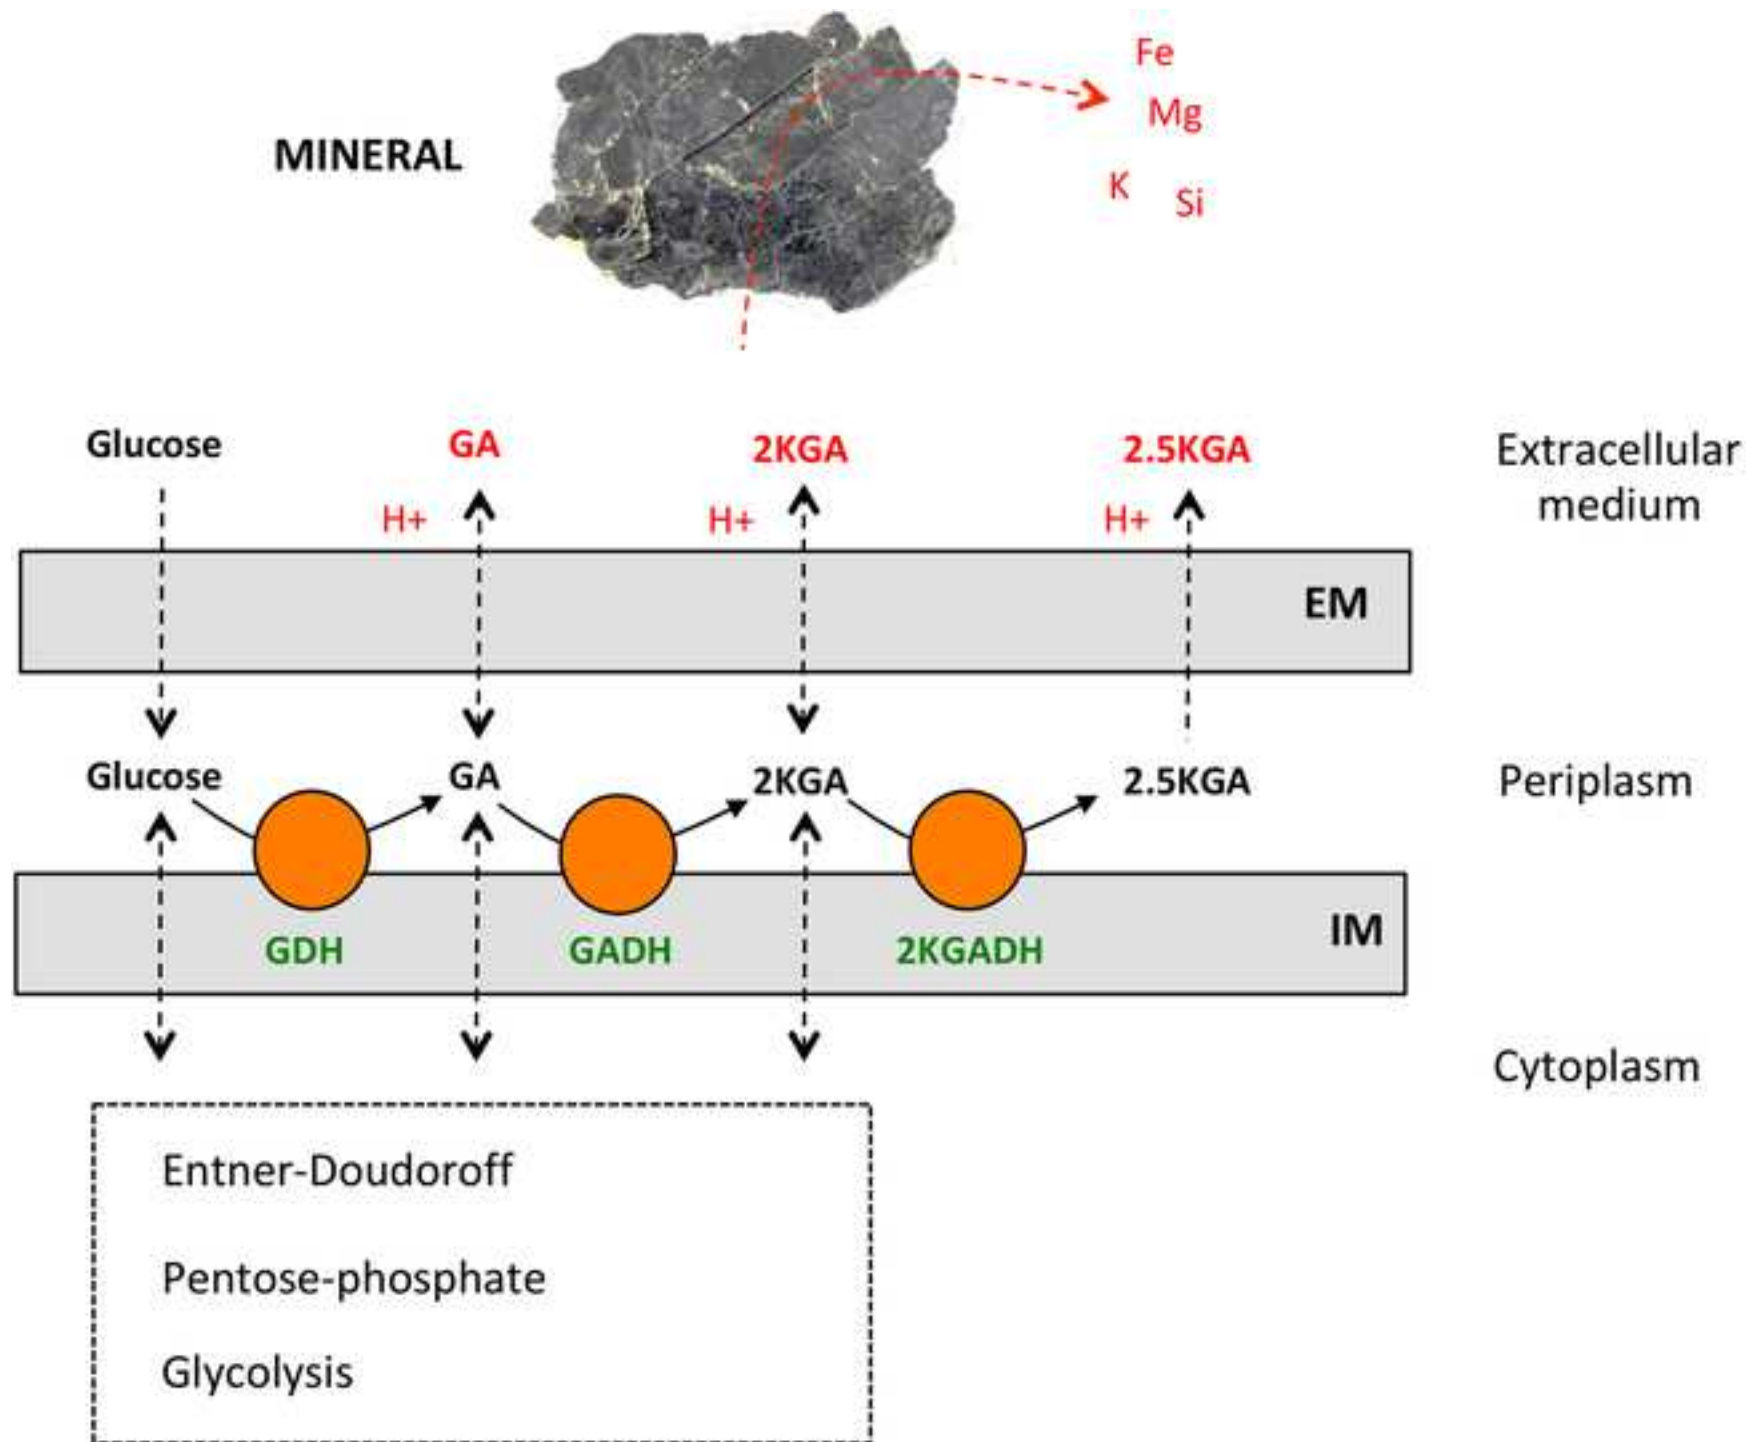 MINERAL
Fe
Mg
K
Si
Glucose
GA
2KGA
2.5KGA
Extracellular
medium
H+
H+
H+
EM
Glucose
GA
2KGA
2.5KGA
Periplasm
IM
GDH
GADH
2KGADH
Cytoplasm
Entner-Doudoroff
Pentose-phosphate
Glycolysis